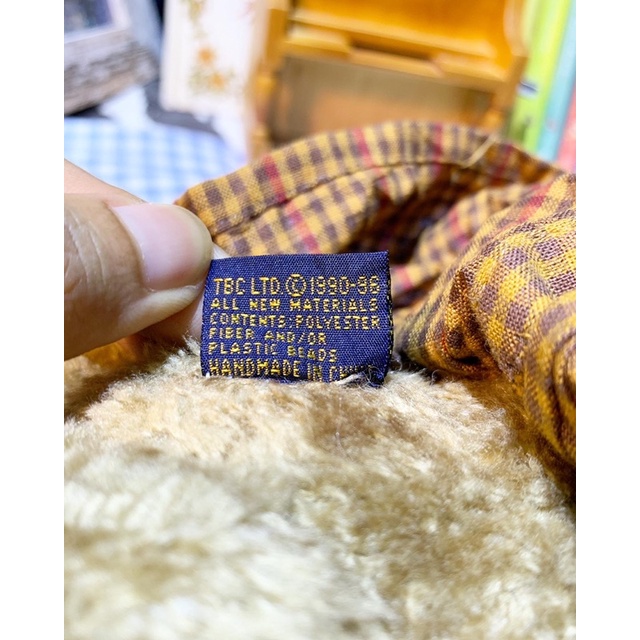 TBC LTD. © 1990-98
ALL NEW MATERIALS
CONTENTS: POLYESTER
FIBER AND/OR
PLASTIC BEADS
HANDMADE IN CHINA